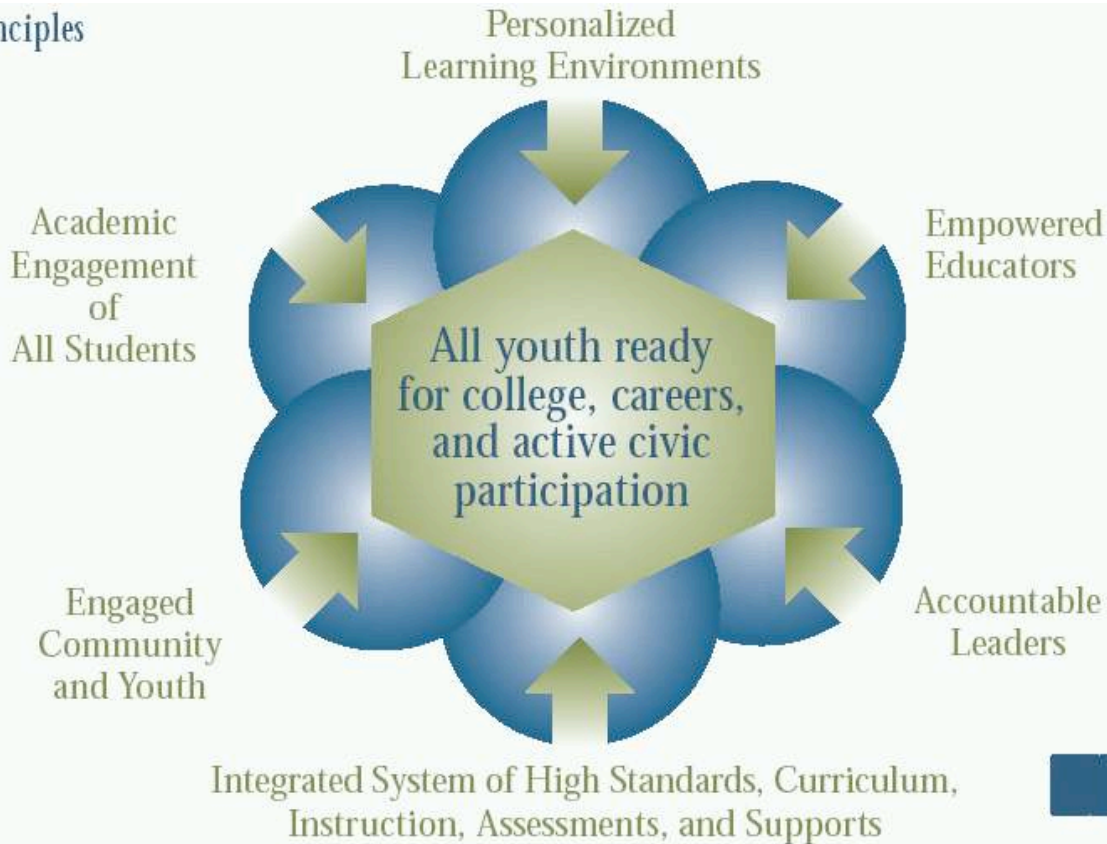 nciples
Personalized
Learning Environments
Academic
Engagement
of
All Students
Empowered
Educators
All youth ready
for college, careers,
and active civic
participation
Engaged
Community
and Youth
Accountable
Leaders
Integrated System of High Standards, Curriculum,
Instruction, Assessments, and Supports